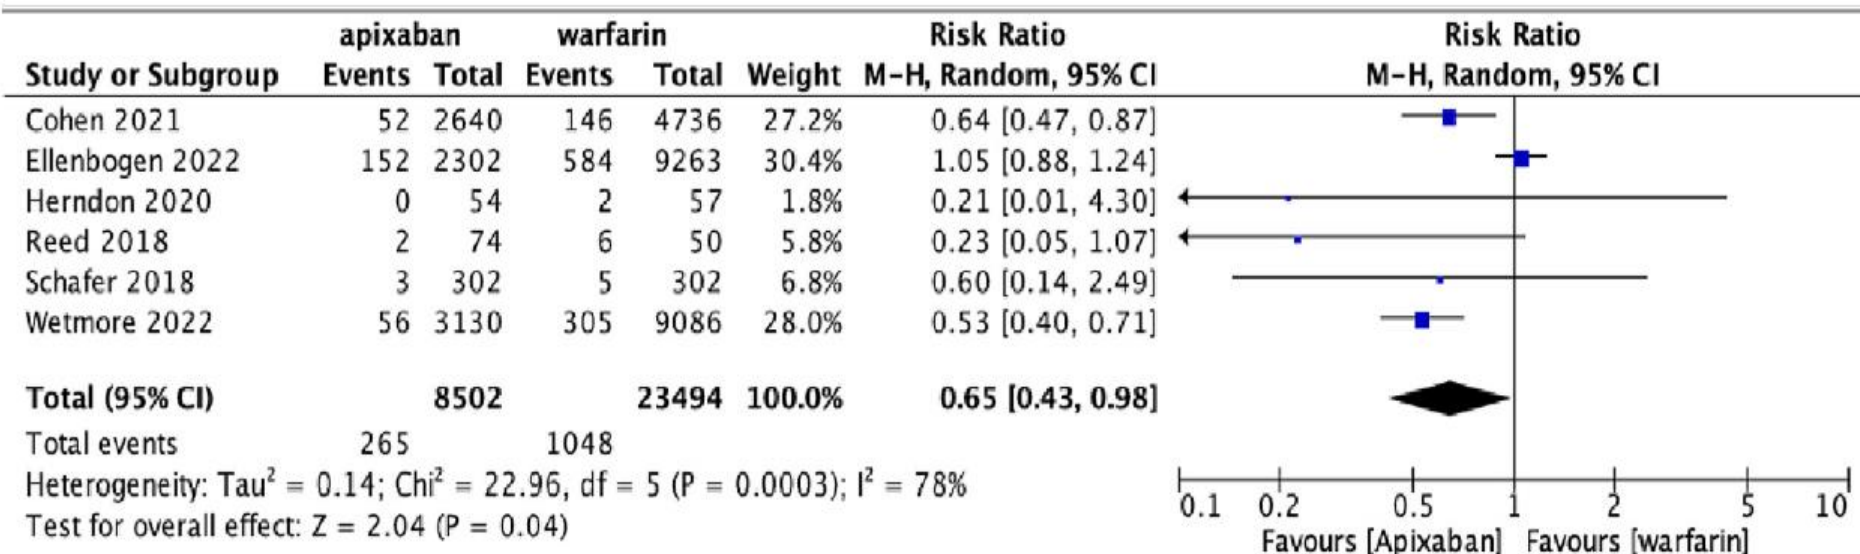 apixaban warfarin Risk Ratio Risk Ratio
Study or Subgroup Events Total Events Total Weight M-H, Random, 95% CI M-H, Random, 95% CI
Cohen 2021 52 2640 146 4736 27.2% 0.64 [0.47, 0.87]
Ellenbogen 2022 152 2302 584 9263 30.4% 1.05 [0.88, 1.24]
Herndon 2020 0 54 2 57 1.8% 0.21 [0.01, 4.30]
Reed 2018 2 74 6 50 5.8% 0.23 [0.05, 1.07]
Schafer 2018 3 302 5 302 6.8% 0.60 [0.14, 2.49]
Wetmore 2022 56 3130 305 9086 28.0% 0.53 [0.40, 0.71]
Total (95% CI) 8502 23494 100.0% 0.65 [0.43, 0.98]
Total events 265 1048
Heterogeneity: Tau² = 0.14; Chi² = 22.96, df = 5 (P = 0.0003); I² = 78%
Test for overall effect: Z = 2.04 (P = 0.04)
0.1 0.2 0.5 1 2 5 10
Favours [Apixaban] Favours [warfarin]